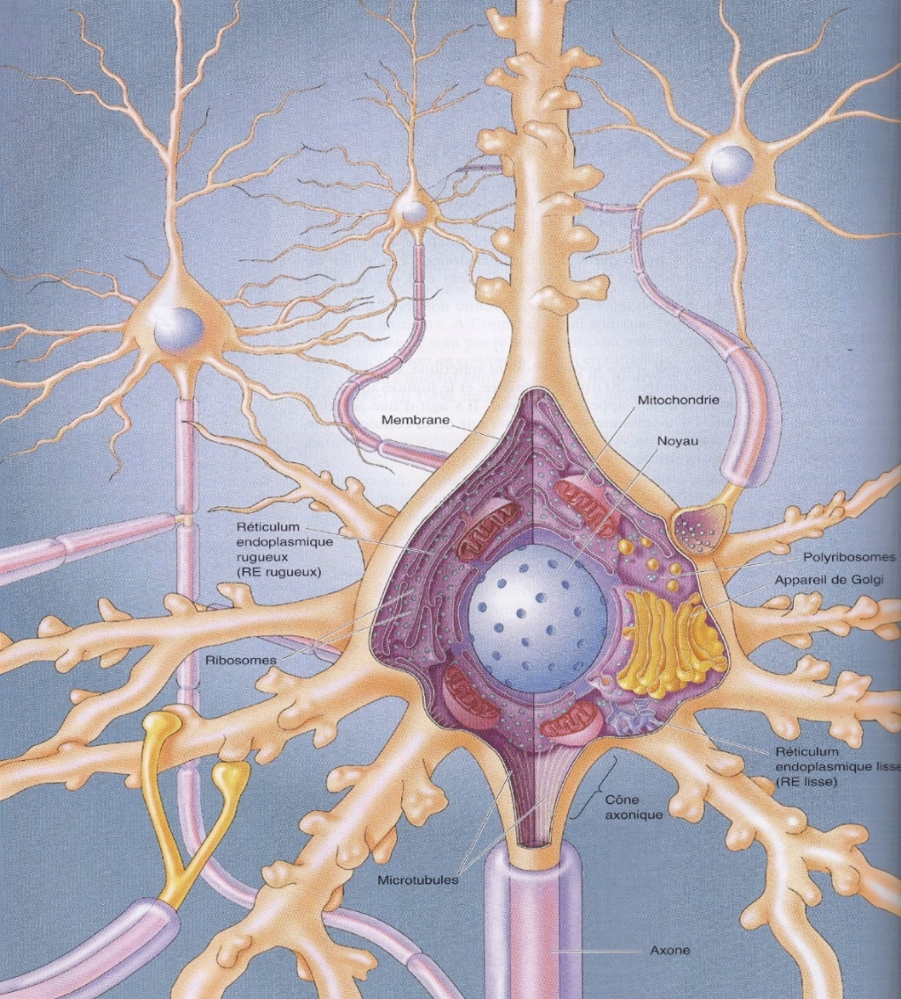 Membrane
Mitochondrie
Noyau
Réticulum
endoplasmique
rugueux
(RE rugueux)
Polyribosomes
Appareil de Golgi
Ribosomes
Réticulum
endoplasmique lisse
(RE lisse)
Cône
axonique
Microtubules
Axone